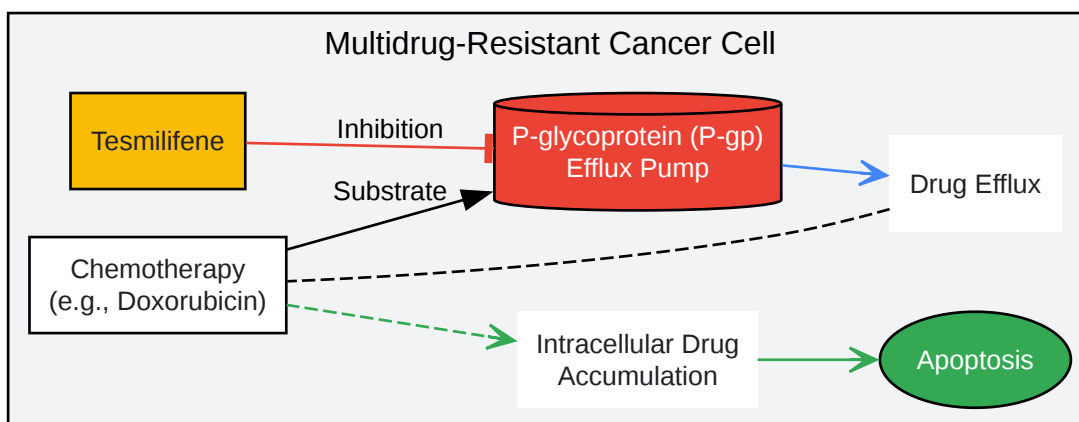 Multidrug-Resistant Cancer Cell
Tesmilifene
Inhibition
P-glycoprotein (P-gp)
Efflux Pump
Substrate
Drug Efflux
Chemotherapy
(e.g., Doxorubicin)
Intracellular Drug
Accumulation
Apoptosis